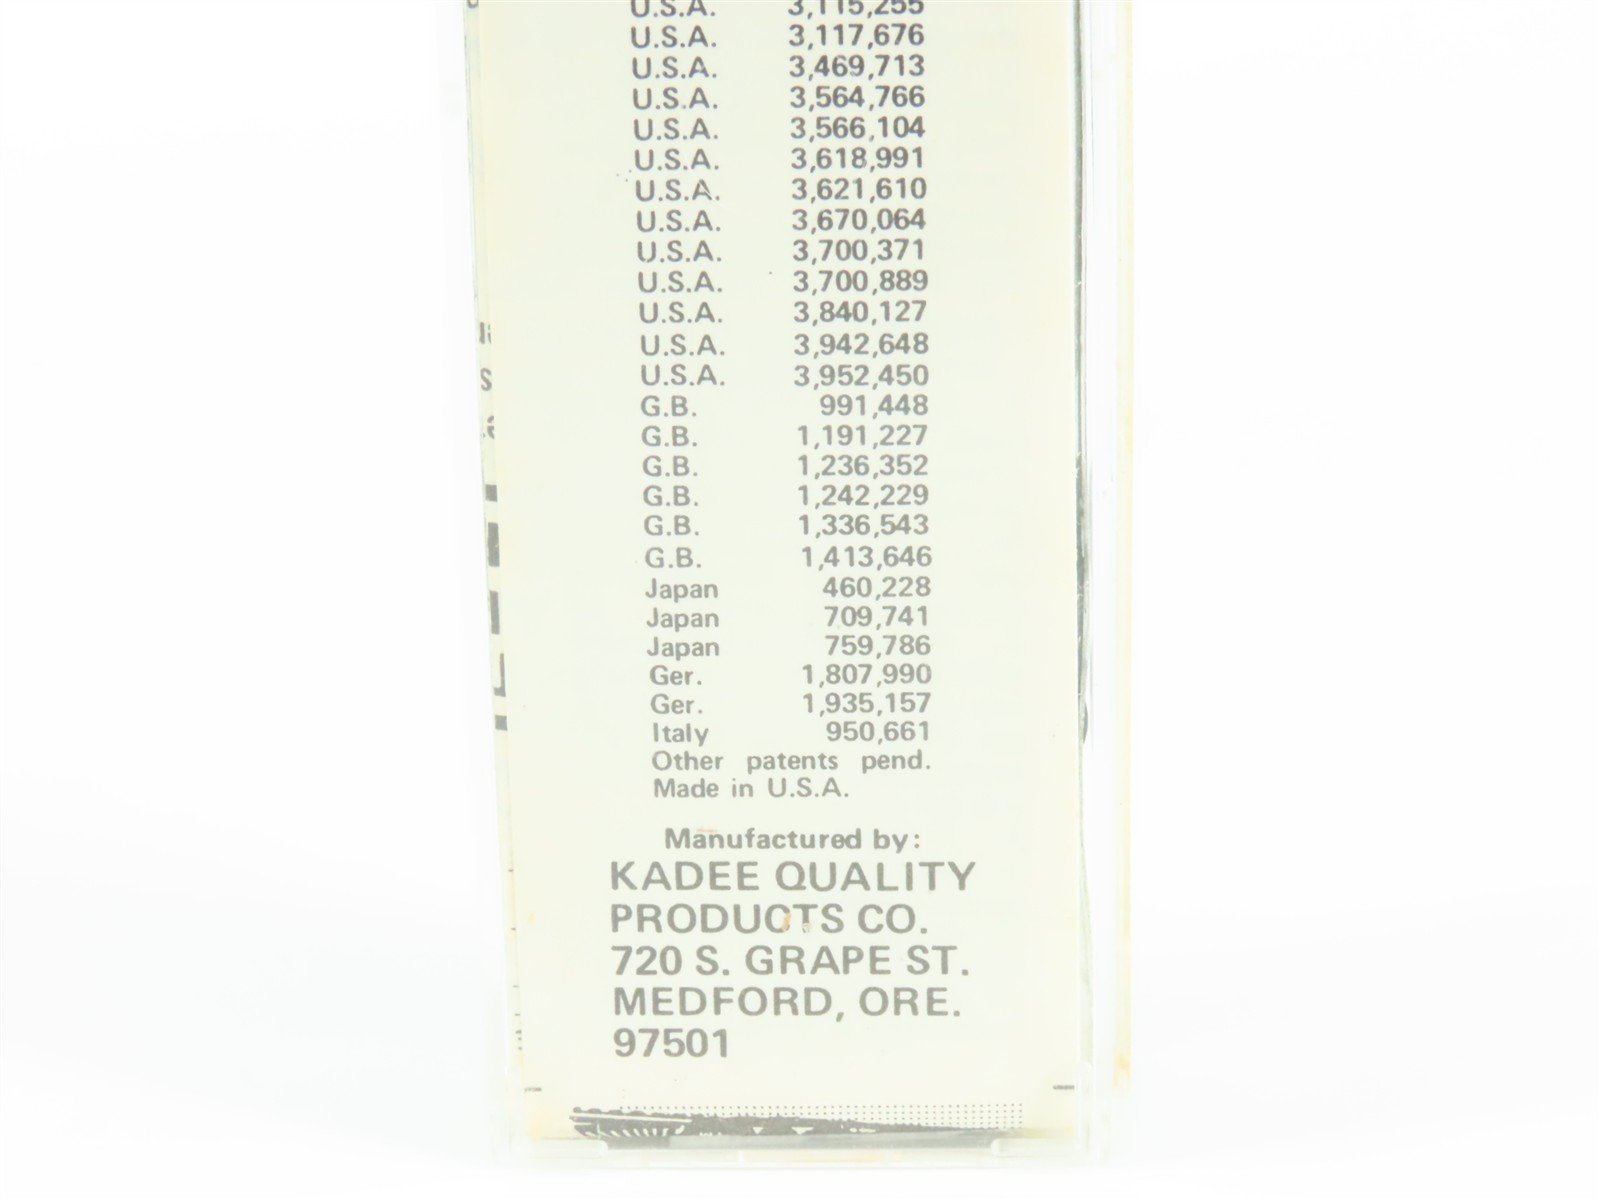 U.S.A. 3,115,255
U.S.A. 3,117,676
U.S.A. 3,469,713
U.S.A. 3,564,766
U.S.A. 3,566,104
U.S.A. 3,618,991
U.S.A. 3,621,610
U.S.A. 3,670,064
U.S.A. 3,700,371
U.S.A. 3,700,889
U.S.A. 3,840,127
U.S.A. 3,942,648
U.S.A. 3,952,450
G.B. 991,448
G.B. 1,191,227
G.B. 1,236,352
G.B. 1,242,229
G.B. 1,336,543
G.B. 1,413,646
Japan 460,228
Japan 709,741
Japan 759,786
Ger. 1,807,990
Ger. 1,935,157
Italy 950,661
Other patents pend.
Made in U.S.A.
Manufactured by:
KADEE QUALITY
PRODUCTS CO.
720 S. GRAPE ST.
MEDFORD, ORE.
97501